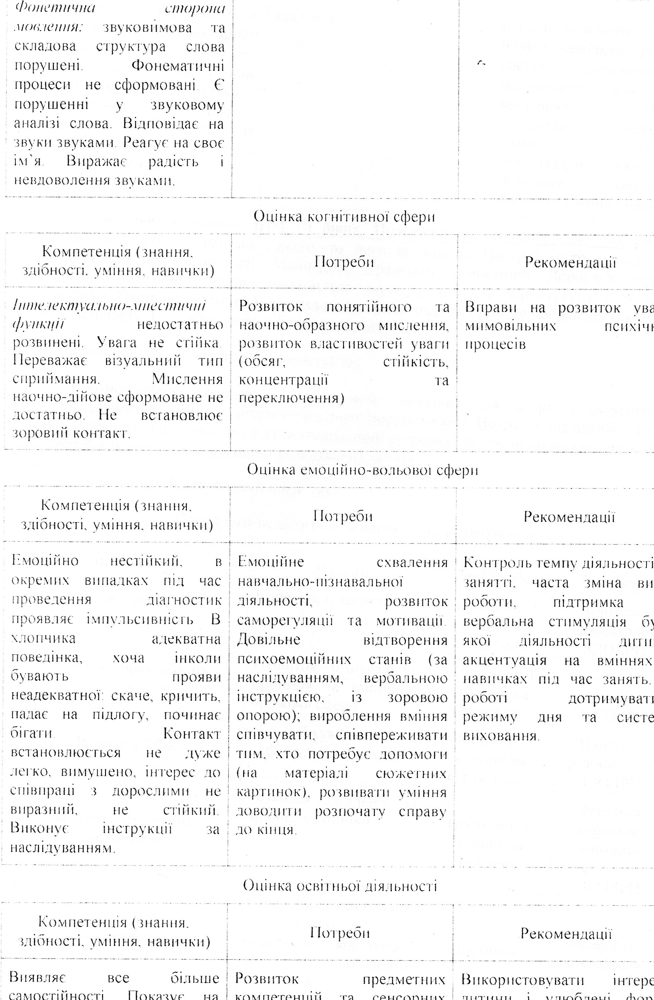 Фонетична сторона
мовлення: звуковимова та
складова структура слова
порушені. Фонематичні
процеси не сформовані. Є
порушенні у звуковому
аналізі слова. Відповідає на
звуки звуками. Реагує на своє
ім'я. Виражає радість і
невдоволення звуками.
Оцінка когнітивної сфери
Компетенція (знання,
здібності, уміння, навички)
Потреби
Рекомендації
Інтелектуально-мнестичні
функції недостатньо
розвинені. Увага не стійка.
Переважає візуальний тип
сприймання. Мислення
наочно-дійове сформоване не
достатньо. Не встановлює
зоровий контакт.
Розвиток понятійного та
наочно-образного мислення,
розвиток властивостей уваги
(обсяг, стійкість,
концентрації та
переключення)
Вправи на розвиток ува
мимовільних психічн
процесів
Оцінка емоційно-вольової сфери
Компетенція (знання,
здібності, уміння, навички)
Потреби
Рекомендації
Емоційно нестійкий, в
окремих випадках під час
проведення діагностик
проявляє імпульсивність. В
хлопчика адекватна
поведінка, хоча інколи
бувають прояви
неадекватної: скаче, кричить,
падає на підлогу, починає
бігати. Контакт
встановлюється не дуже
легко, вимушено, інтерес до
співпраці з дорослими не
виразний, не стійкий.
Виконує інструкції за
наслідуванням.
Емоційне схвалення
навчально-пізнавальної
діяльності, розвиток
саморегуляції та мотивації.
Довільне відтворення
психоемоційних станів (за
наслідуванням, вербальною
інструкцією, із зоровою
опорою); вироблення вміння
співчувати, співпереживати
тим, хто потребує допомоги
(на матеріалі сюжетних
картинок), розвивати уміння
доводити розпочату справу
до кінця.
Контроль темпу діяльності
занятті, часта зміна ви
роботи, підтримка
вербальна стимуляція бу
якої діяльності дити
акцентуація на вміннях
навичках під час занять.
роботі дотримувати
режиму дня та систе
виховання.
Оцінка освітньої діяльності
Компетенція (знання,
здібності, уміння, навички)
Потреби
Рекомендації
Виявляє все більше
самостійності. Показує на
Розвиток предметних
компетенцій та сенсорних
Використовувати інтере
дитини і улюблені фор